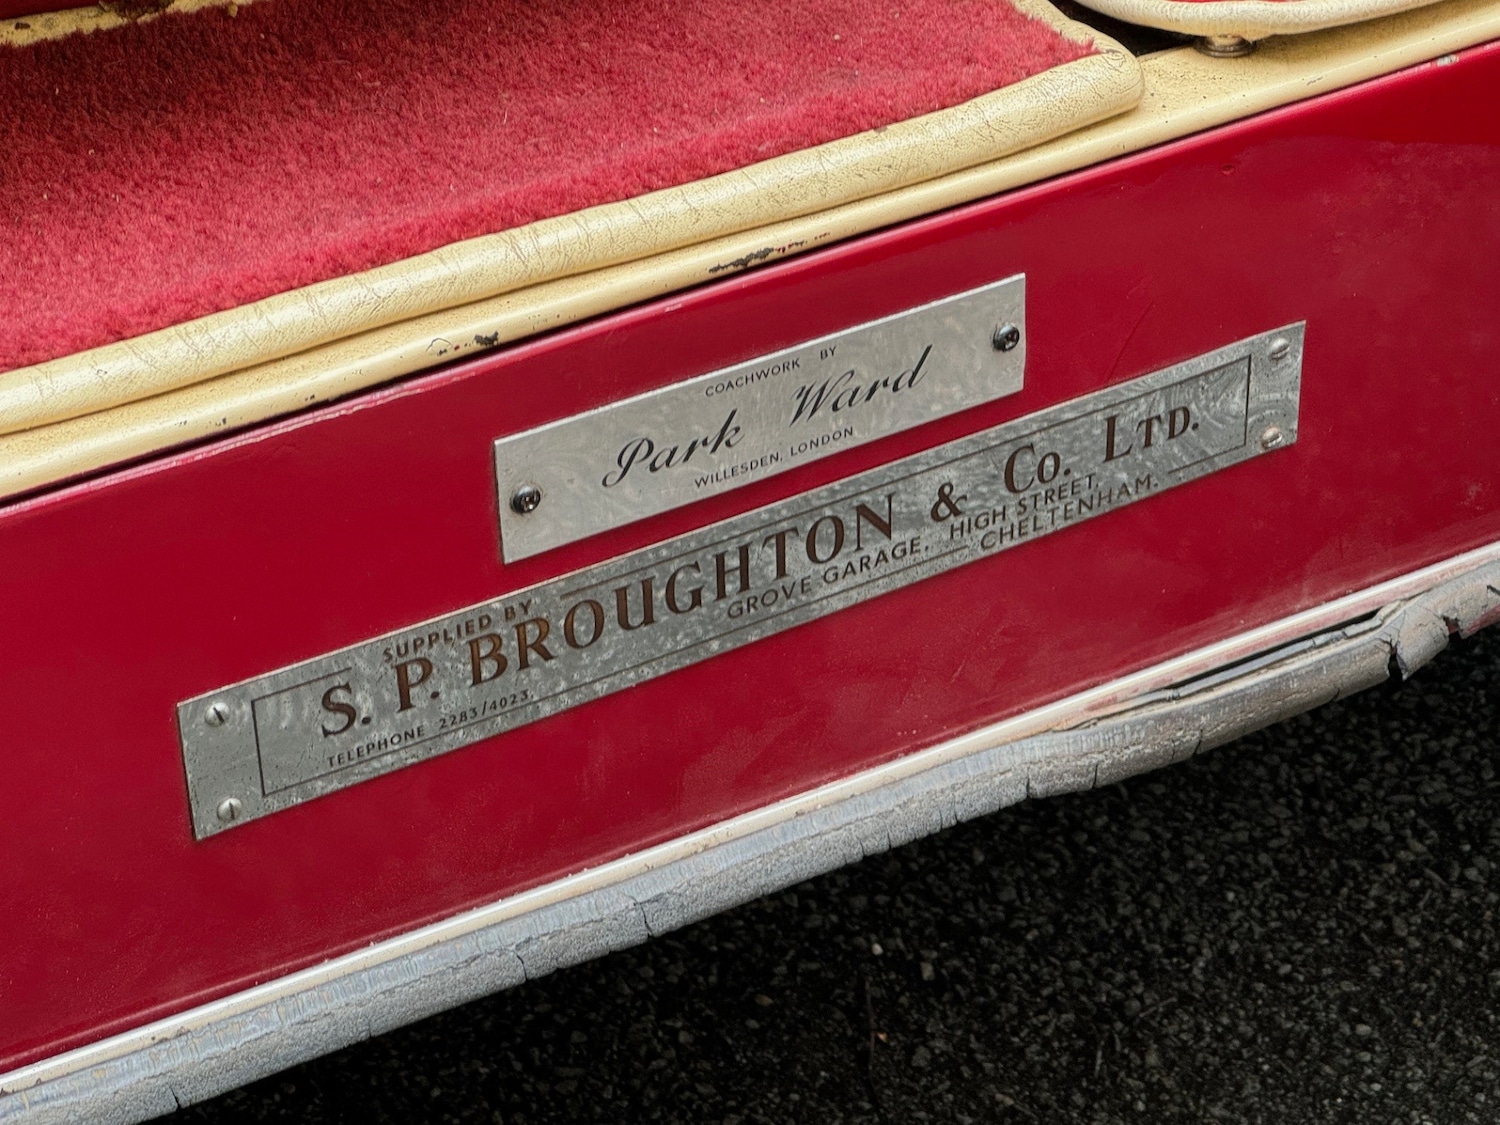 COACHWORK BY
Park Ward
WILLESDEN, LONDON
SUPPLIED BY
S. P. BROUGHTON & Co. LTD.
GROVE GARAGE, HIGH STREET,
TELEPHONE 2283/4023. CHELTENHAM.